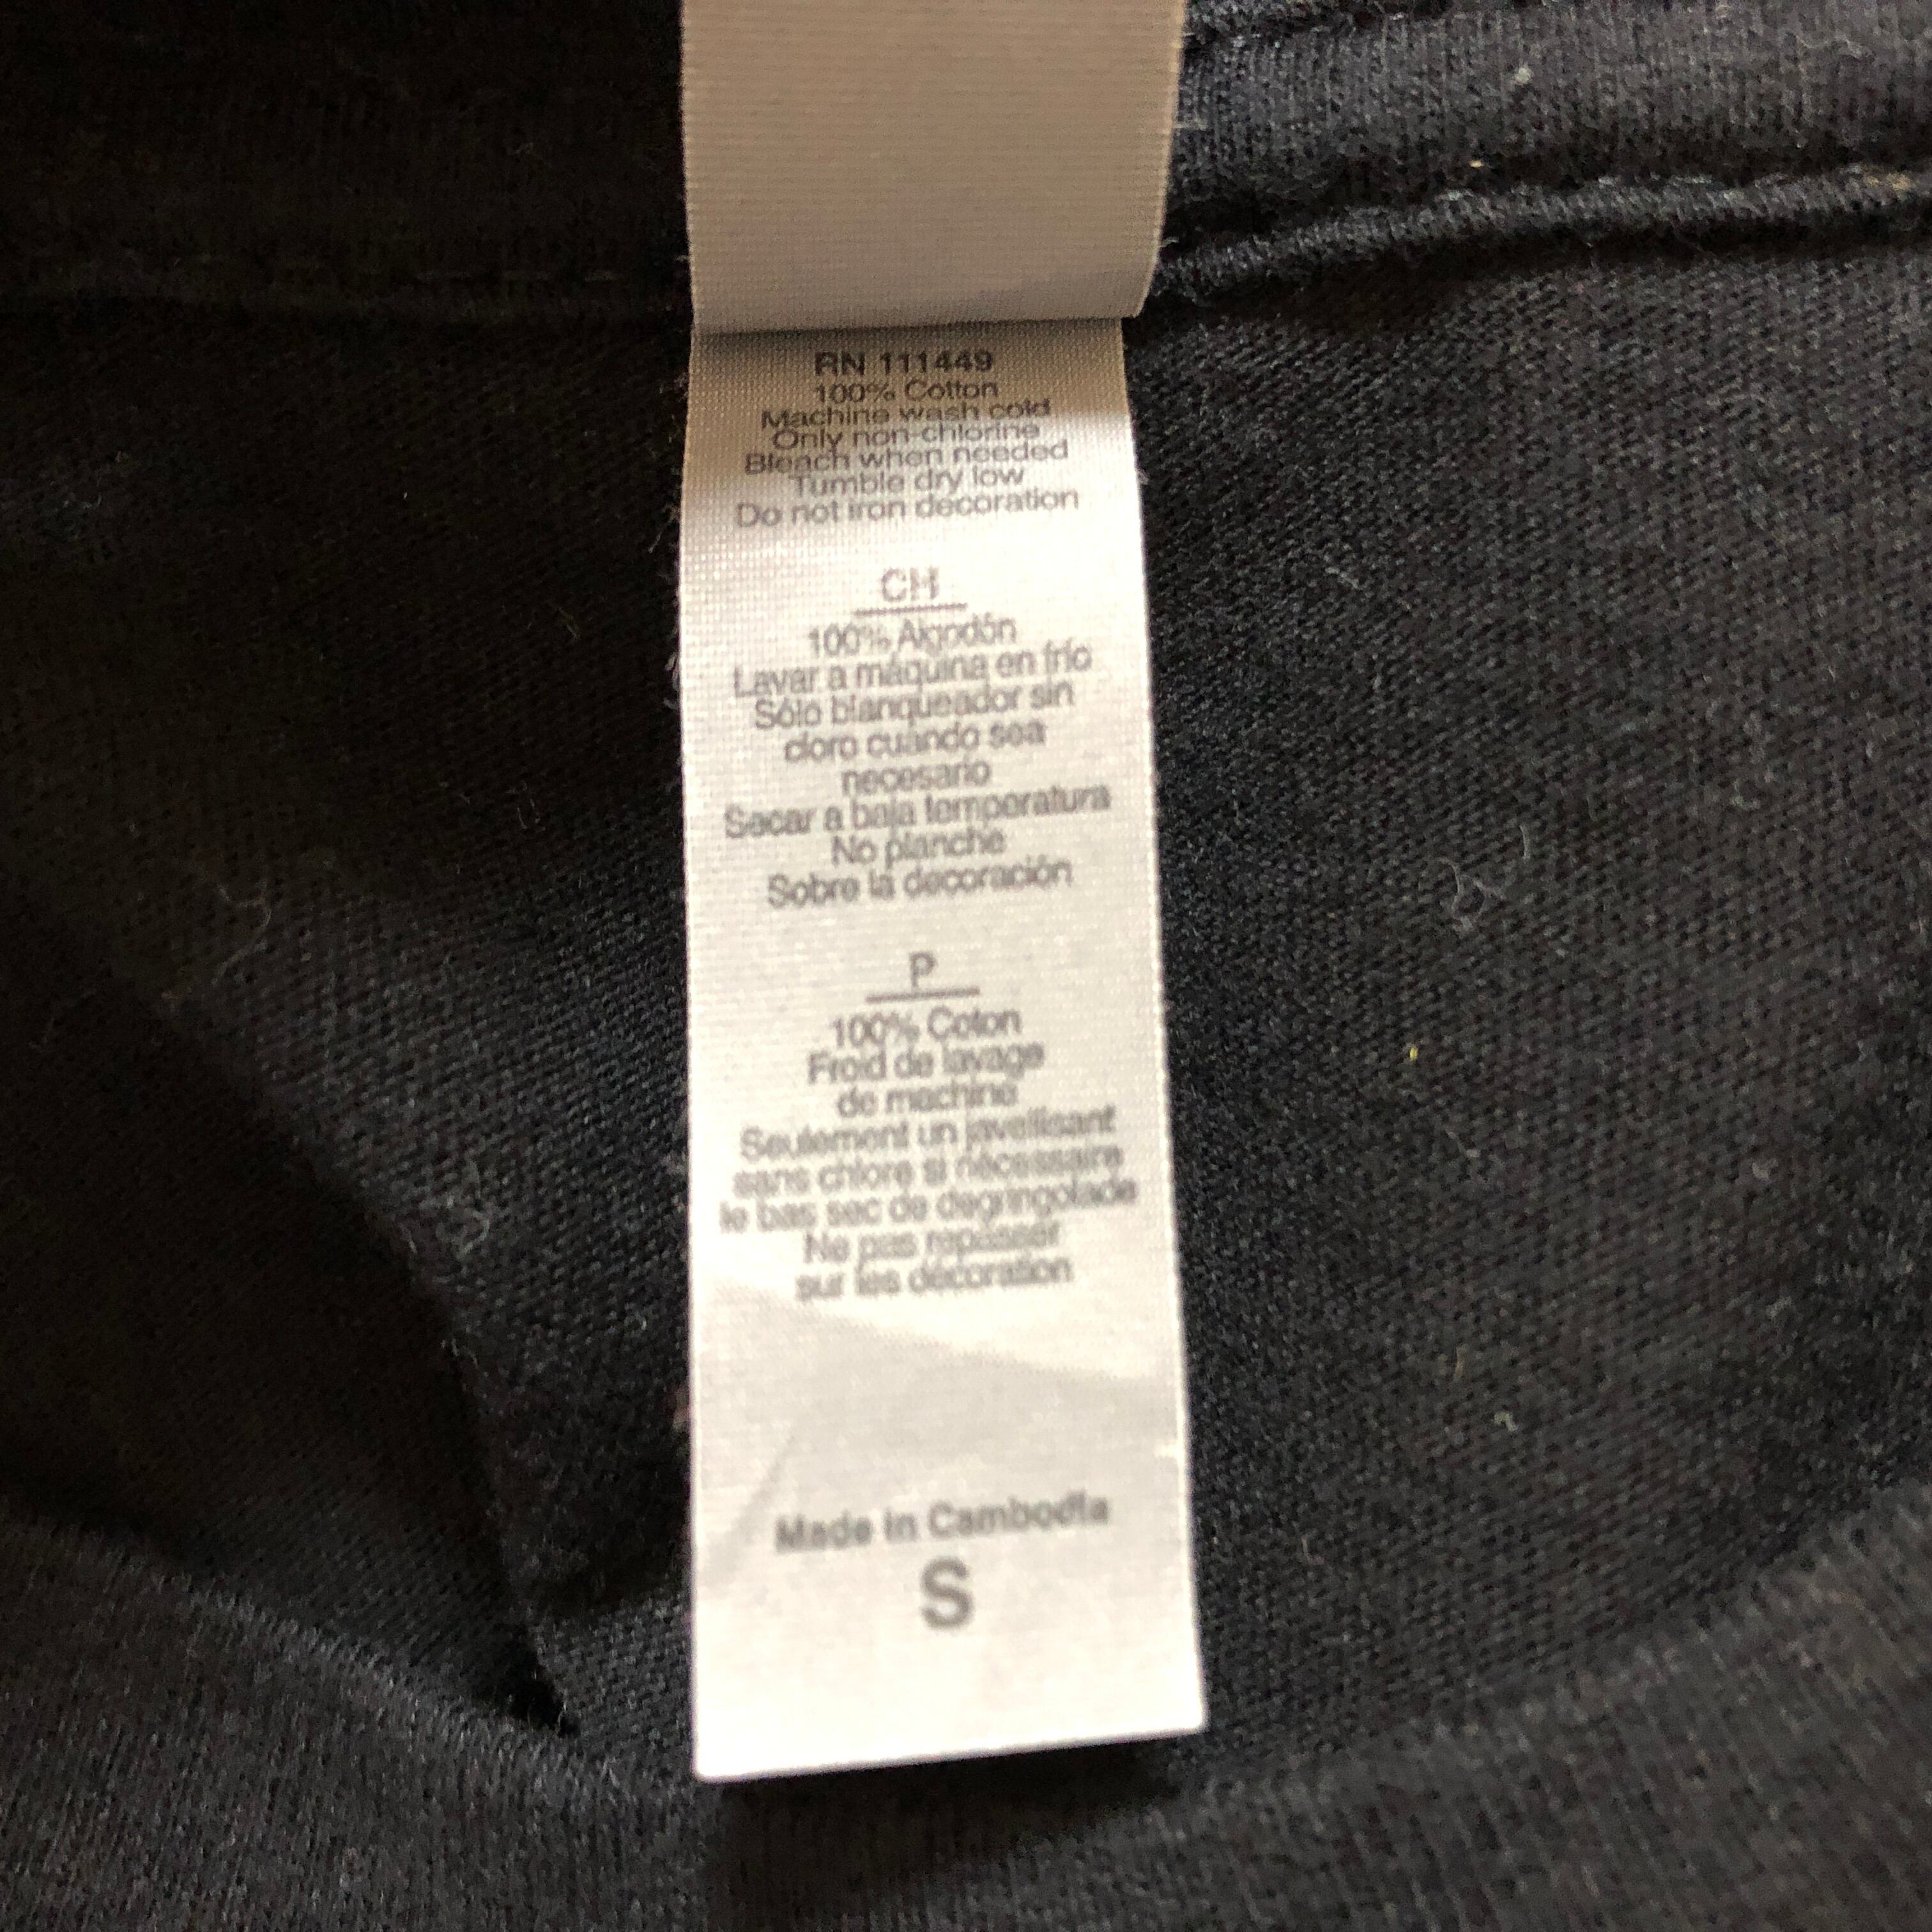 RN 111449
100% Cotton
Machine wash cold
Only non-chlorine
Bleach when needed
Tumble dry low
Do not iron decoration
CH
100% Algodón
Lavar a máquina en frío
Sólo blanqueador sin
cloro cuando sea
necesario
Secar a baja temperatura
No planche
Sobre la decoración
P
100% Coton
Froid de lavage
de machine
Seulement un javellisant
sans chlore si nécessaire
le bas sec de degringolade
Ne pas repasser
sur les décoration
Made in Cambodia
S